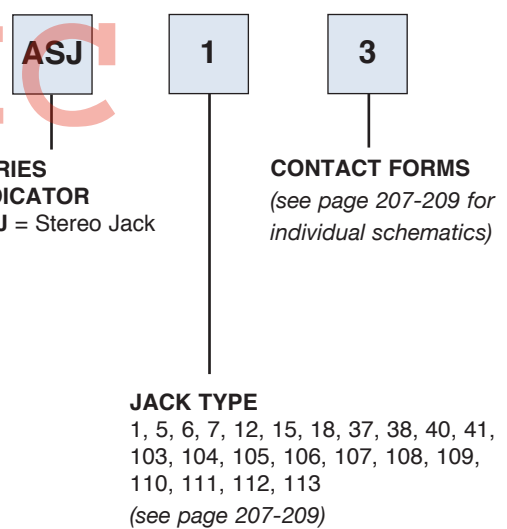 ASJ 1 3
RIES
DICATOR
J = Stereo Jack
CONTACT FORMS
(see page 207-209 for
individual schematics)
JACK TYPE
1, 5, 6, 7, 12, 15, 18, 37, 38, 40, 41,
103, 104, 105, 106, 107, 108, 109,
110, 111, 112, 113
(see page 207-209)